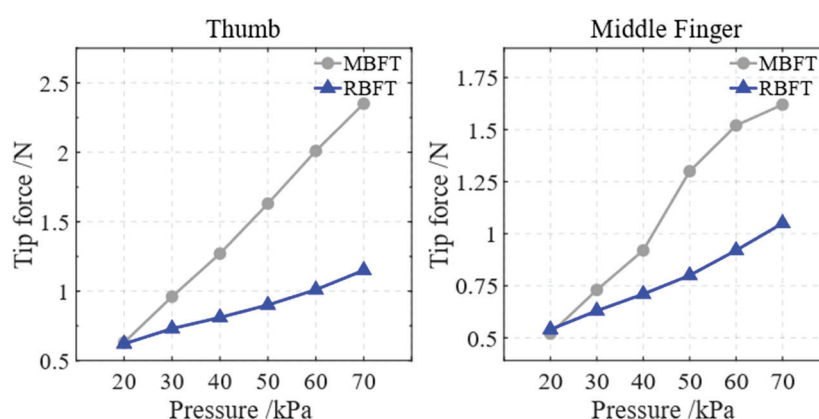 Thumb
MBFT
RBFT
2.5
2
1.5
1
0.5
Tip force /N
20 30 40 50 60 70
Pressure /kPa
Middle Finger
MBFT
RBFT
1.75
1.5
1.25
1
0.75
0.5
Tip force /N
20 30 40 50 60 70
Pressure /kPa